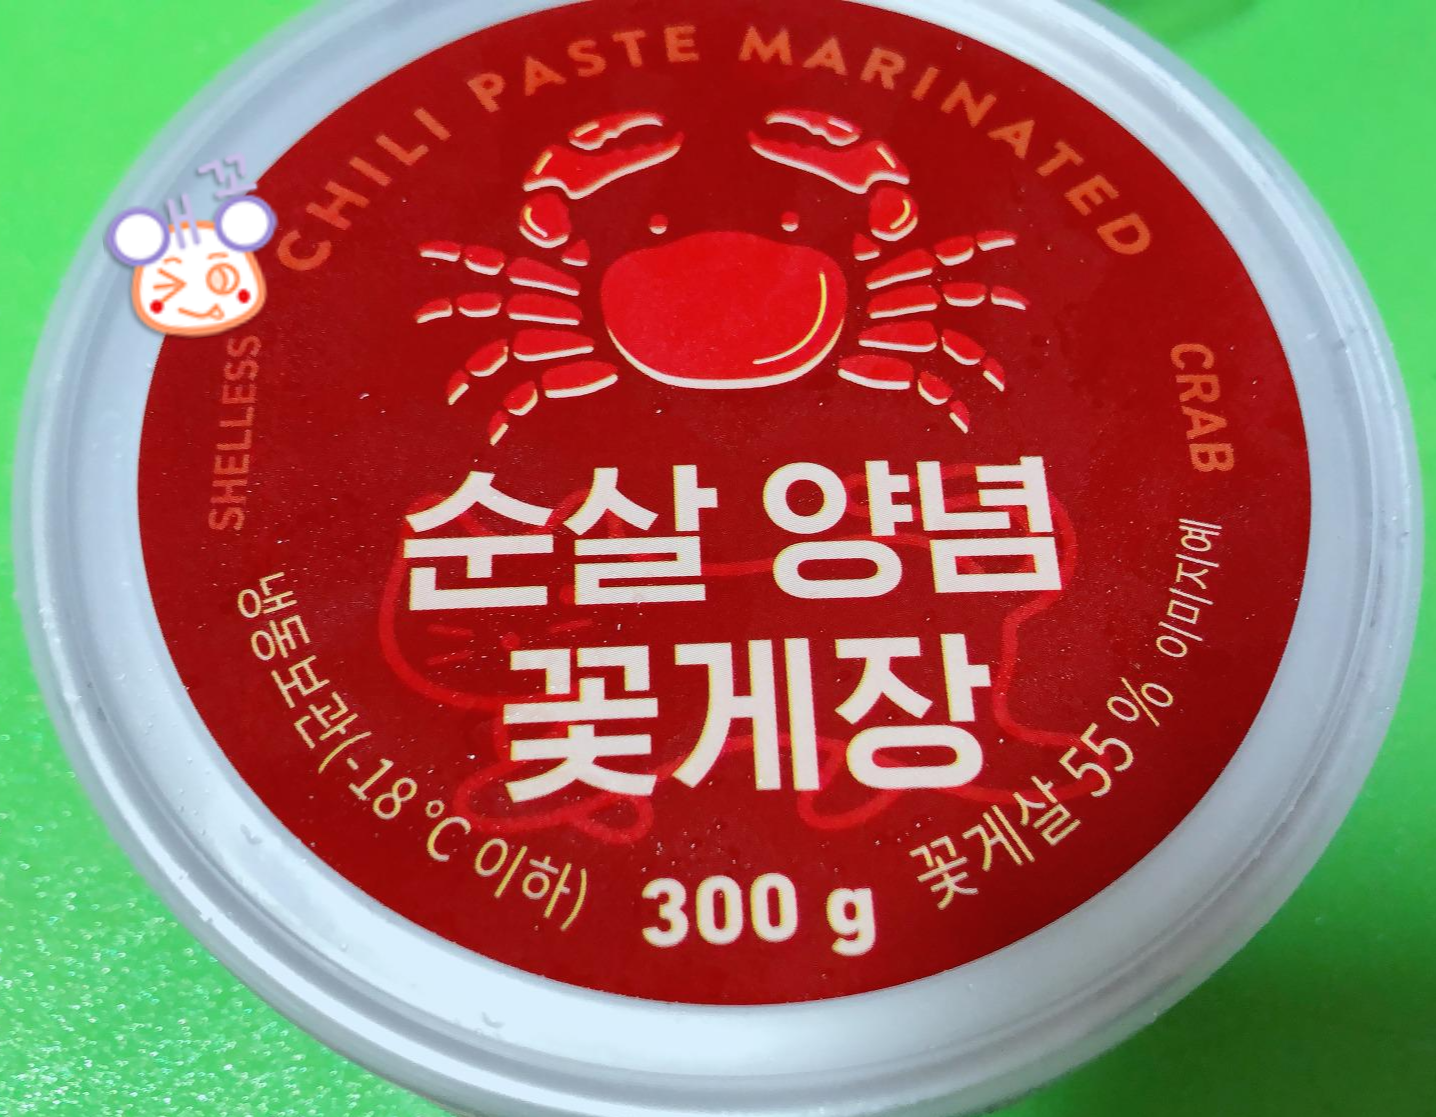 SHELLESS CHILI PASTE MARINATED CRAB
순살 양념
꽃게장
냉동보관(-18 ℃ 이하)
300 g
꽃게살 55 % 이미지예